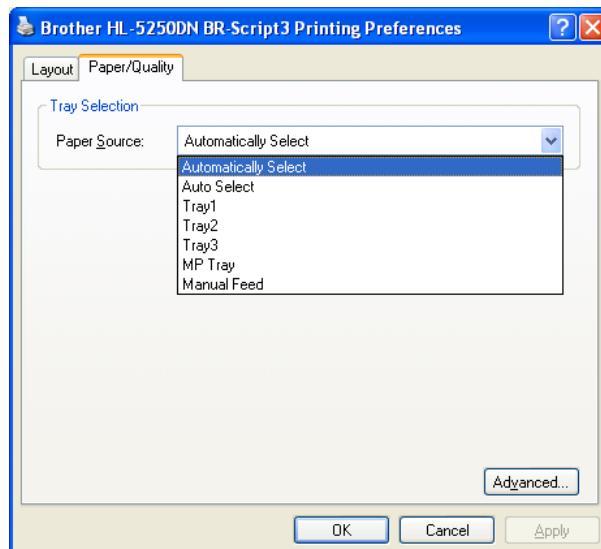 Brother HL-5250DN BR-Script3 Printing Preferences
Layout Paper/Quality
Tray Selection
Paper Source: Automatically Select
Automatically Select
Auto Select
Tray1
Tray2
Tray3
MP Tray
Manual Feed
Advanced...
OK Cancel Apply